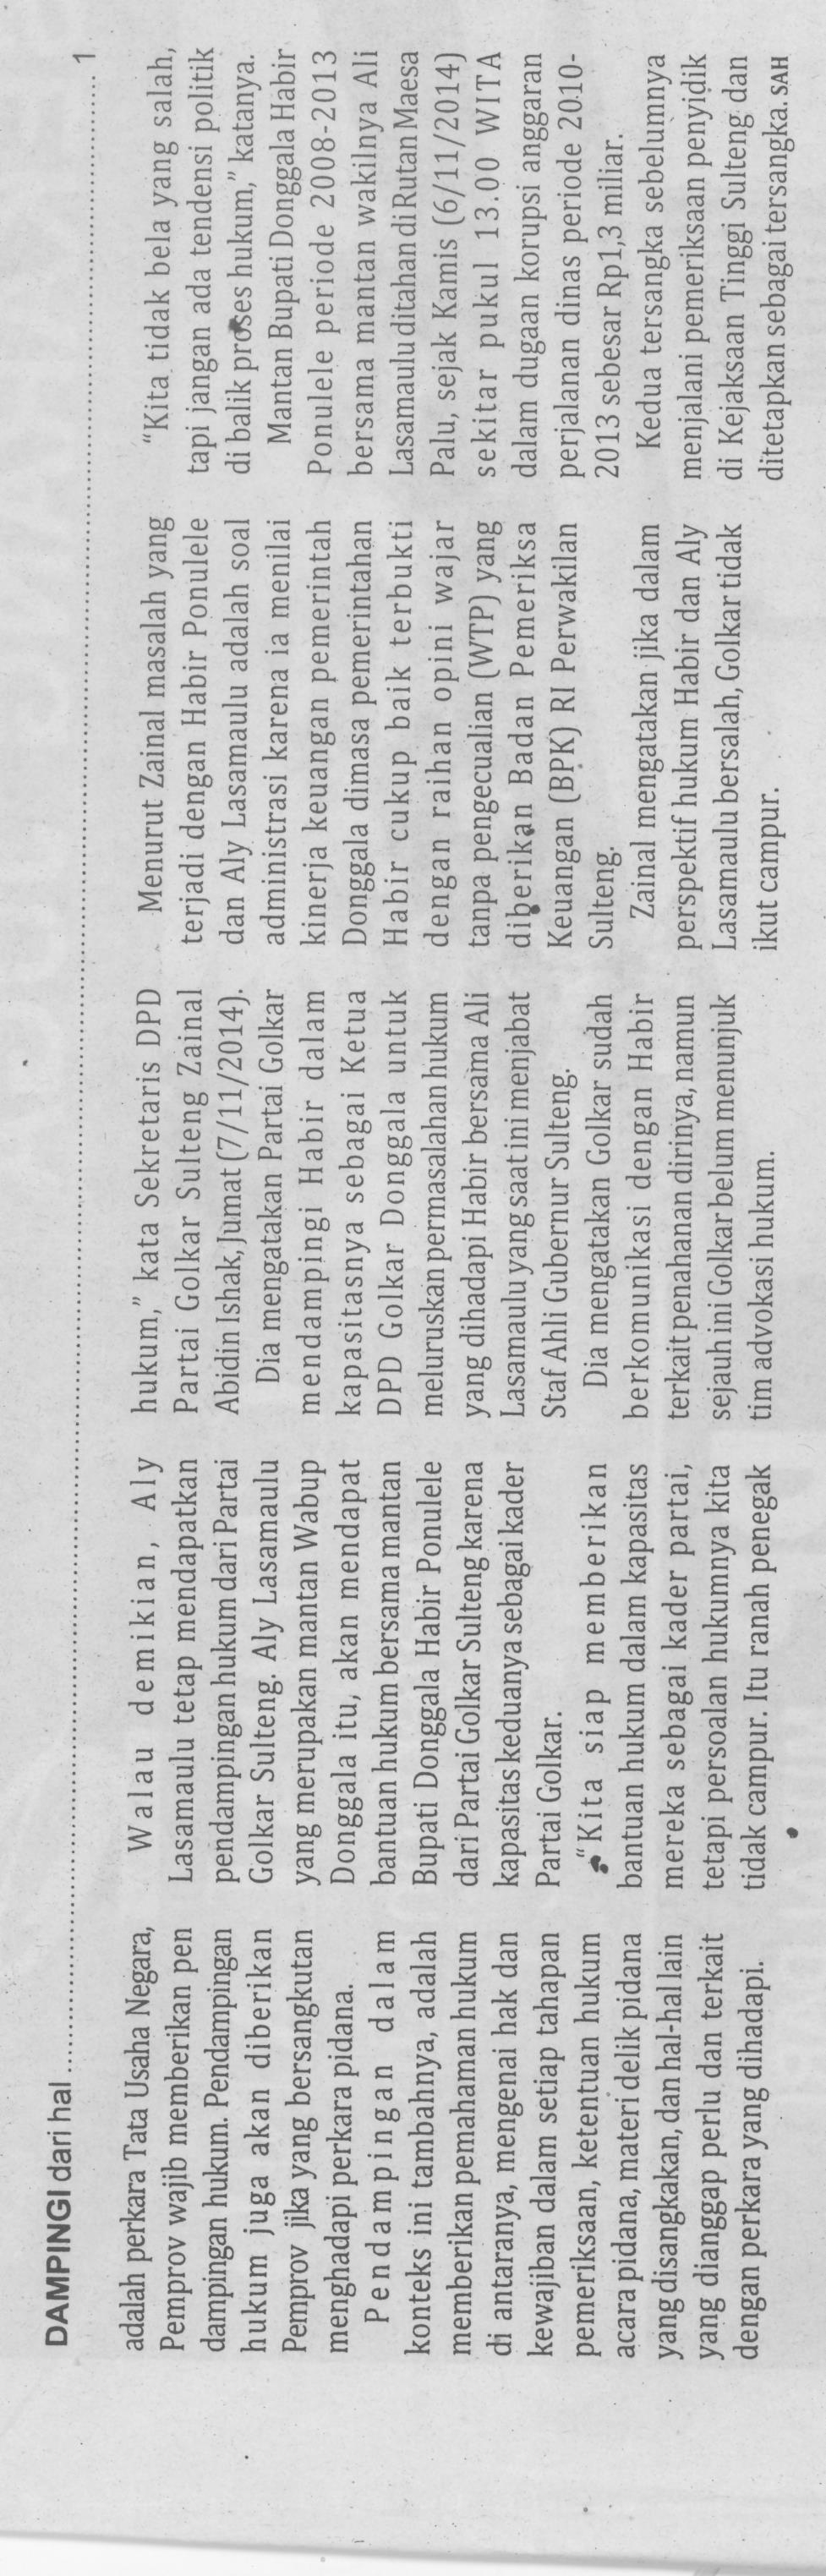 DAMPINGI dari hal ........................................................................................................ 1
adalah perkara Tata Usaha Negara,
Pemprov wajib memberikan pen
dampingan hukum. Pendampingan
hukum juga akan diberikan
Pemprov jika yang bersangkutan
menghadapi perkara pidana.
Pendampingan dalam
konteks ini tambahnya, adalah
memberikan pemahaman hukum
di antaranya, mengenai hak dan
kewajiban dalam setiap tahapan
pemeriksaan, ketentuan hukum
acara pidana, materi delik pidana
yang disangkakan, dan hal-hal lain
yang dianggap perlu dan terkait
dengan perkara yang dihadapi.
Walau demikian, Aly
Lasamaulu tetap mendapatkan
pendampingan hukum dari Partai
Golkar Sulteng. Aly Lasamaulu
yang merupakan mantan Wabup
Donggala itu, akan mendapat
bantuan hukum bersama mantan
Bupati Donggala Habir Ponulele
dari Partai Golkar Sulteng karena
kapasitas keduanya sebagai kader
Partai Golkar.
"Kita siap memberikan
bantuan hukum dalam kapasitas
mereka sebagai kader partai,
tetapi persoalan hukumnya kita
tidak campur. Itu ranah penegak
hukum," kata Sekretaris DPD
Partai Golkar Sulteng Zainal
Abidin Ishak, Jumat (7/11/2014).
Dia mengatakan Partai Golkar
mendampingi Habir dalam
kapasitasnya sebagai Ketua
DPD Golkar Donggala untuk
meluruskan permasalahan hukum
yang dihadapi Habir bersama Ali
Lasamaulu yang saat ini menjabat
Staf Ahli Gubernur Sulteng.
Dia mengatakan Golkar sudah
berkomunikasi dengan Habir
terkait penahanan dirinya, namun
sejauh ini Golkar belum menunjuk
tim advokasi hukum.
Menurut Zainal masalah yang
terjadi dengan Habir Ponulele
dan Aly Lasamaulu adalah soal
administrasi karena ia menilai
kinerja keuangan pemerintah
Donggala dimasa pemerintahan
Habir cukup baik terbukti
dengan raihan opini wajar
tanpa pengecualian (WTP) yang
diberikan Badan Pemeriksa
Keuangan (BPK) RI Perwakilan
Sulteng.
Zainal mengatakan jika dalam
perspektif hukum Habir dan Aly
Lasamaulu bersalah, Golkar tidak
ikut campur.
"Kita tidak bela yang salah,
tapi jangan ada tendensi politik
di balik proses hukum," katanya.
Mantan Bupati Donggala Habir
Ponulele periode 2008-2013
bersama mantan wakilnya Ali
Lasamaulu ditahan di Rutan Maesa
Palu, sejak Kamis (6/11/2014)
sekitar pukul 13.00 WITA
dalam dugaan korupsi anggaran
perjalanan dinas periode 2010-
2013 sebesar Rp1,3 miliar.
Kedua tersangka sebelumnya
menjalani pemeriksaan penyidik
di Kejaksaan Tinggi Sulteng dan
ditetapkan sebagai tersangka. SAH